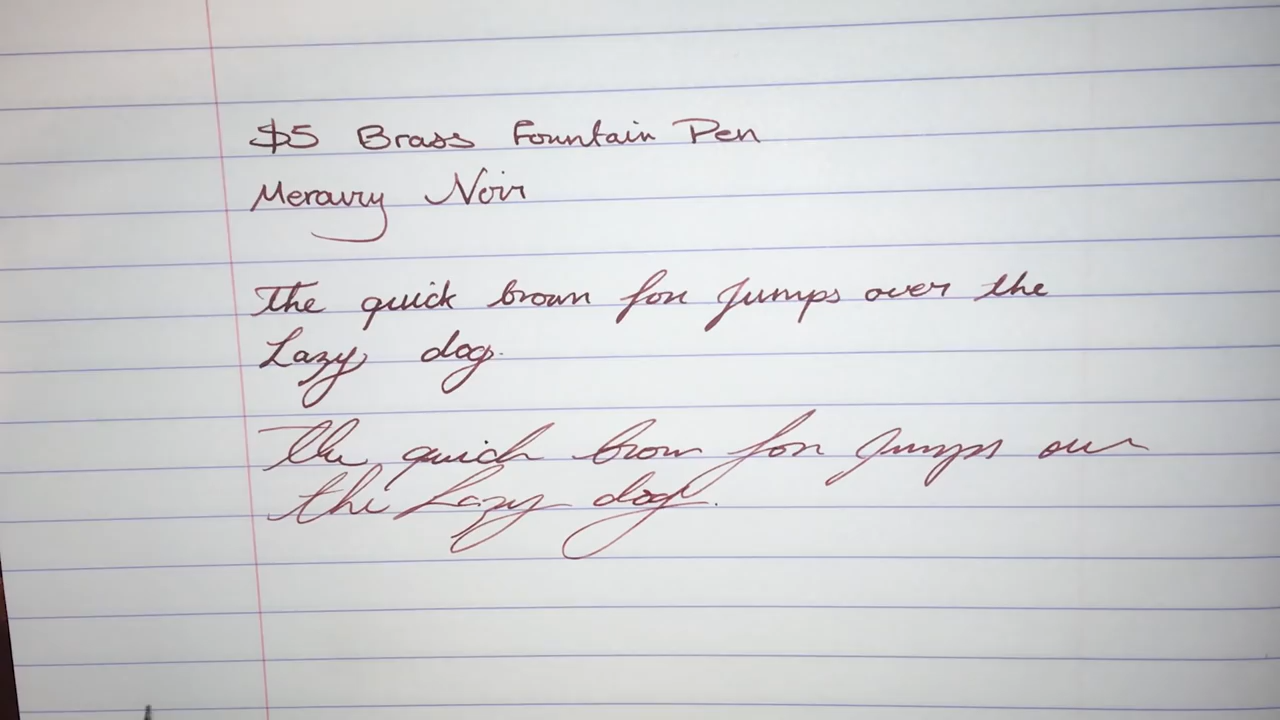 $5 Brass Fountain Pen
Mercury Noir
The quick brown fox jumps over the
Lazy dog.
The quick brown fox jumps over
the Lazy dog.